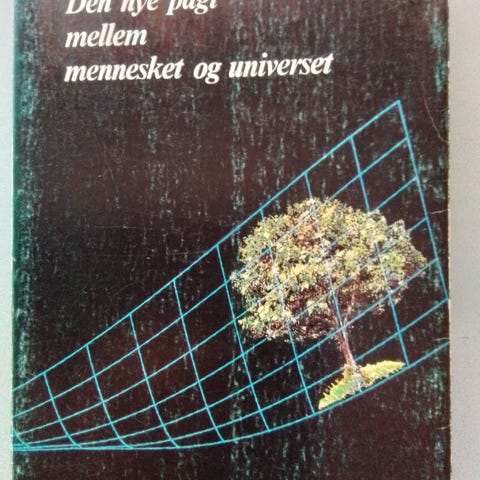 Den nye pagt
mellem
mennesket og universet